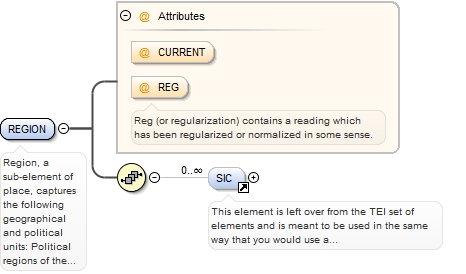 Attributes
@ CURRENT
@ REG
Reg (or regularization) contains a reading which
has been regularized or normalized in some sense.
REGION
Region, a
sub-element of
place, captures
the following
geographical
and political
units: Political
regions of the...
0..∞
SIC
This element is left over from the TEI set of
elements and is meant to be used in the same
way that you would use a...